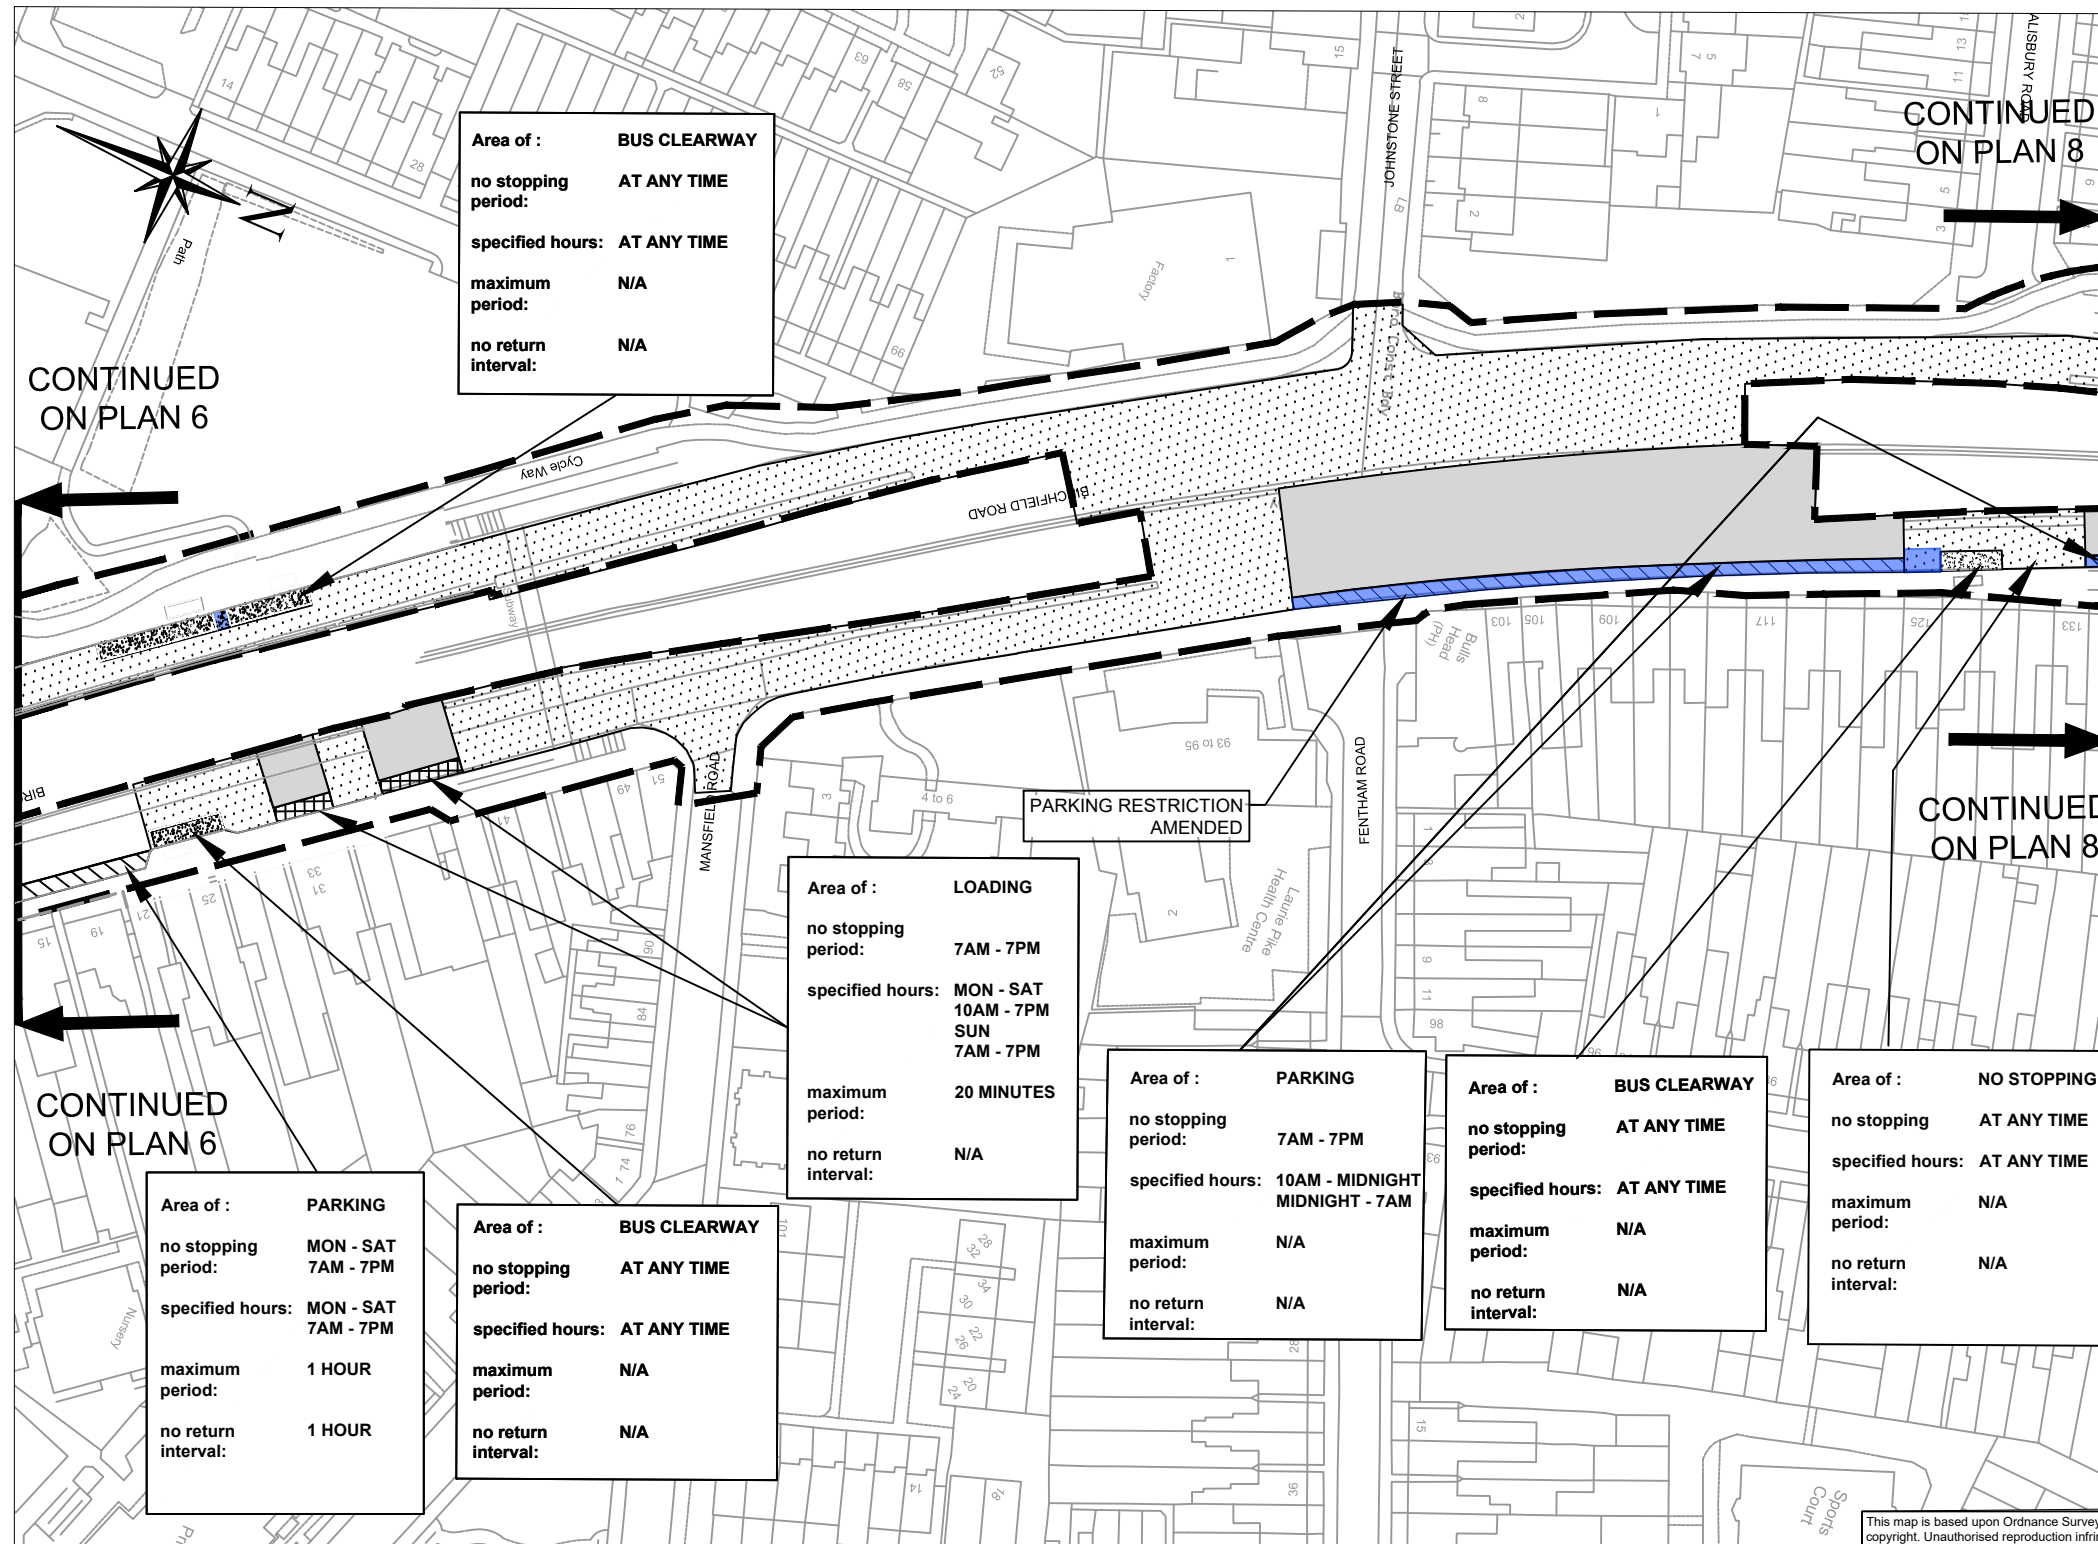 JOHNSTONE STREET
CONTINUED
ON PLAN 8
Area of : BUS CLEARWAY
no stopping period: AT ANY TIME
specified hours: AT ANY TIME
maximum period: N/A
no return interval: N/A
N
Path
Factory
CONTINUED
ON PLAN 6
Cycle Way
BIRCHFIELD ROAD
Subway
Boro Const Bdy
LB
Bulls
Head
(PH)
MANSFIELD ROAD
FENTHAM ROAD
93 to 95
4 to 6
PARKING RESTRICTION
AMENDED
Laurie Pike
Health Centre
CONTINUED
ON PLAN 8
Area of : LOADING
no stopping
period: 7AM - 7PM
specified hours: MON - SAT
10AM - 7PM
SUN
7AM - 7PM
maximum period: 20 MINUTES
no return interval: N/A
CONTINUED
ON PLAN 6
Area of : PARKING
no stopping MON - SAT
period: 7AM - 7PM
specified hours: MON - SAT
7AM - 7PM
maximum period: 1 HOUR
no return interval: 1 HOUR
Area of : BUS CLEARWAY
no stopping period: AT ANY TIME
specified hours: AT ANY TIME
maximum period: N/A
no return interval: N/A
Area of : PARKING
no stopping
period: 7AM - 7PM
specified hours: 10AM - MIDNIGHT
MIDNIGHT - 7AM
maximum period: N/A
no return interval: N/A
Area of : BUS CLEARWAY
no stopping period: AT ANY TIME
specified hours: AT ANY TIME
maximum period: N/A
no return interval: N/A
Area of : NO STOPPING
no stopping AT ANY TIME
specified hours: AT ANY TIME
maximum period: N/A
no return interval: N/A
Nursery
Sports
Court
This map is based upon Ordnance Survey
copyright. Unauthorised reproduction